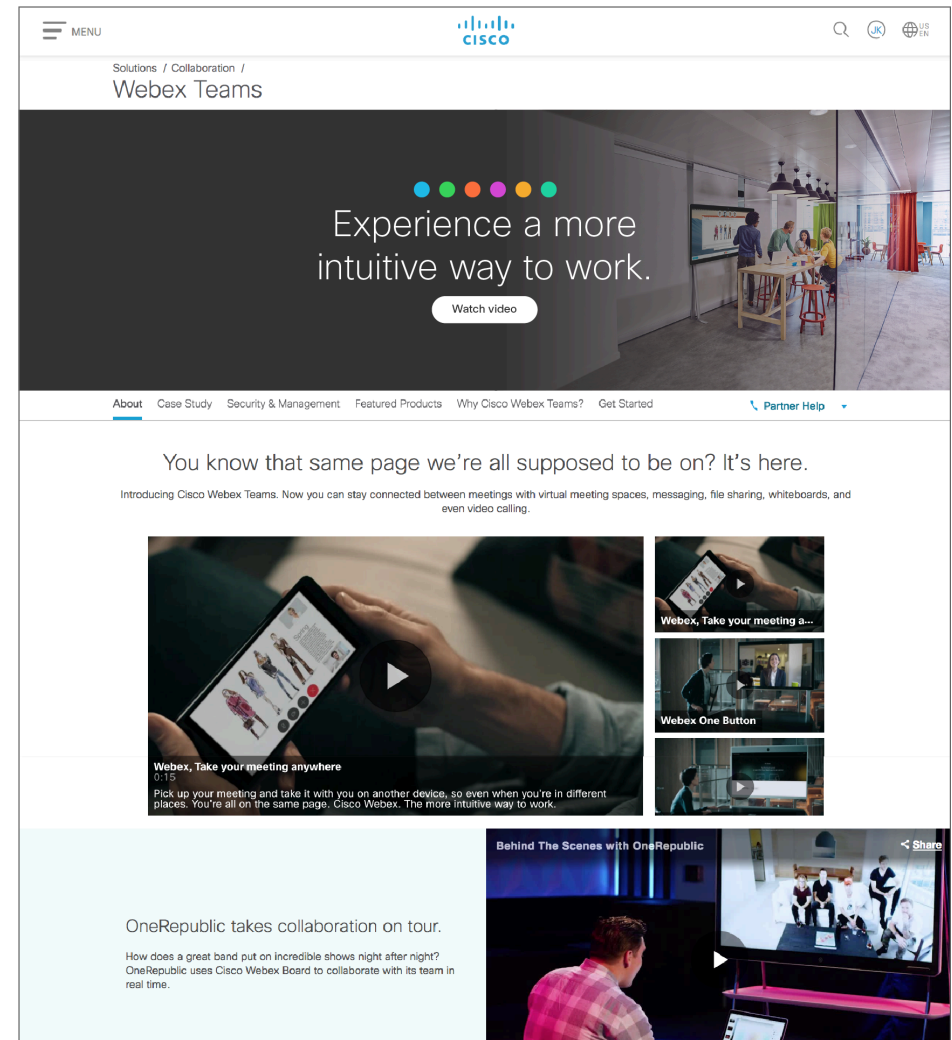 MENU
CISCO
JK
US
EN
Solutions / Collaboration /
Webex Teams
Experience a more
intuitive way to work.
Watch video
About Case Study Security & Management Featured Products Why Cisco Webex Teams? Get Started Partner Help
You know that same page we're all supposed to be on? It's here.
Introducing Cisco Webex Teams. Now you can stay connected between meetings with virtual meeting spaces, messaging, file sharing, whiteboards, and
even video calling.
Webex, Take your meeting anywhere
0:15
Pick up your meeting and take it with you on another device, so even when you're in different
places. You're all on the same page. Cisco Webex. The more intuitive way to work.
Webex, Take your meeting a...
Webex One Button
OneRepublic takes collaboration on tour.
How does a great band put on incredible shows night after night?
OneRepublic uses Cisco Webex Board to collaborate with its team in
real time.
Behind The Scenes with OneRepublic
Share